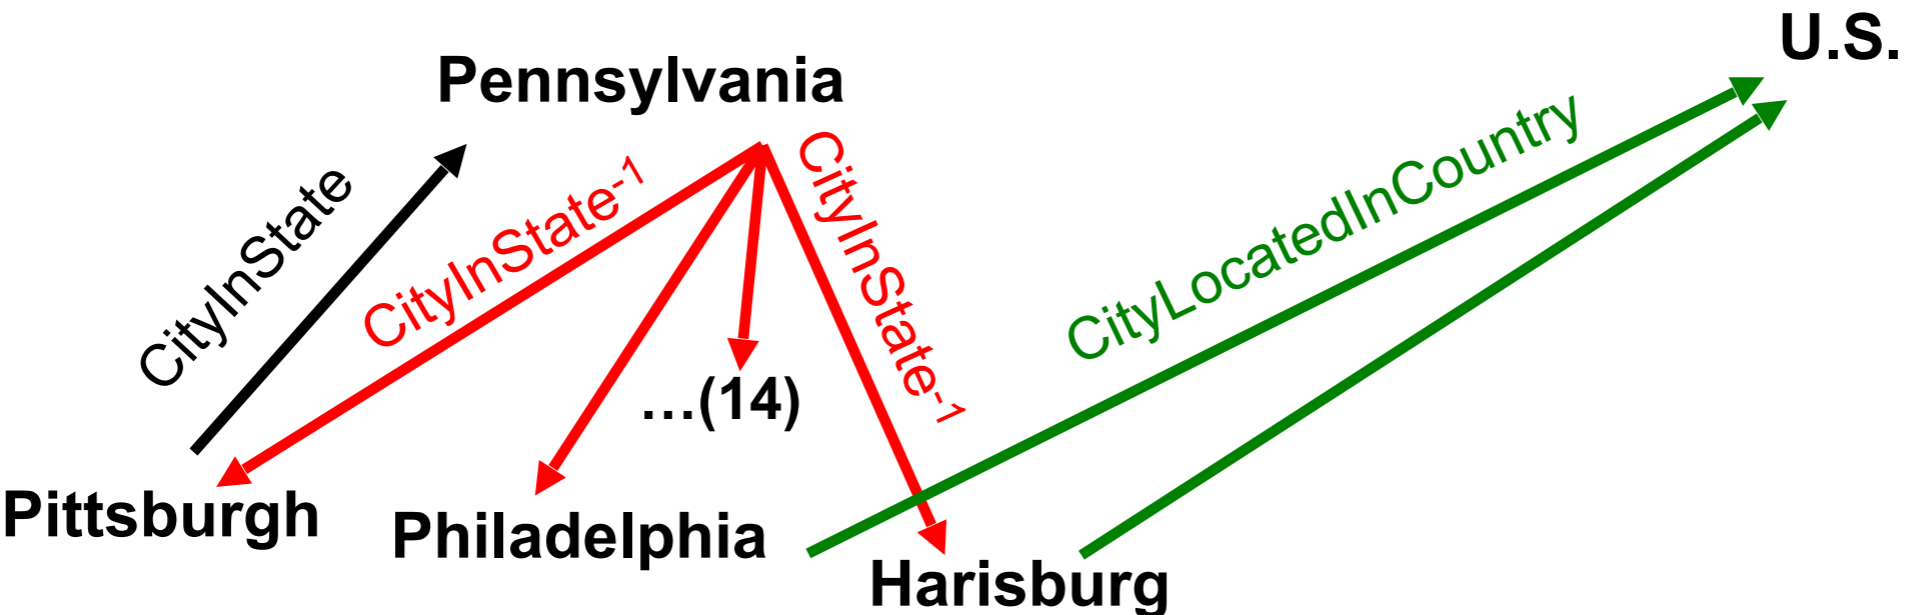 U.S.
Pennsylvania
CityInState
CityInState-1
CityInState-1
CityLocatedInCountry
...(14)
Pittsburgh
Philadelphia
Harisburg